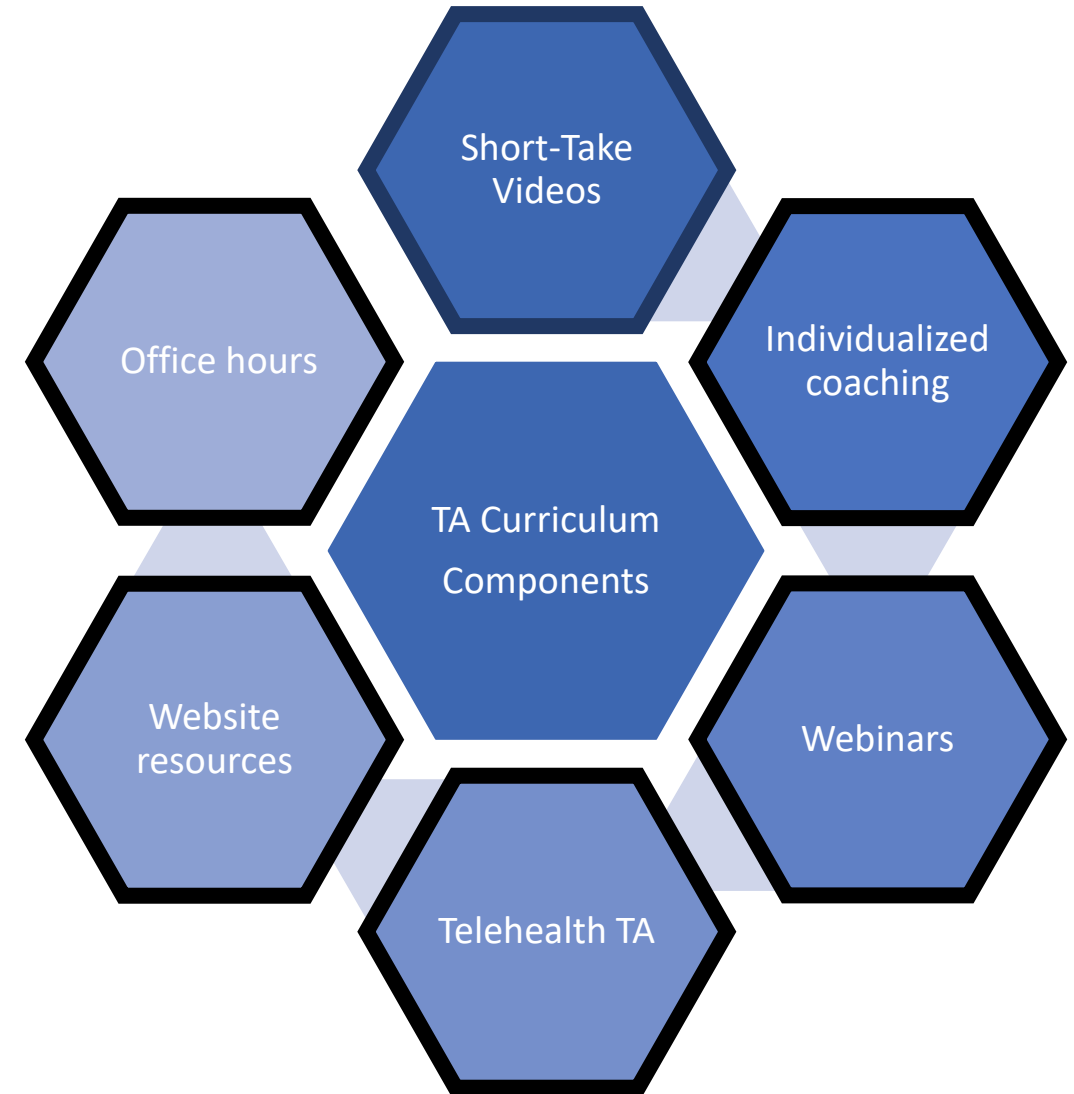 Short-Take
Videos
Individualized
coaching
Webinars
Telehealth TA
Website
resources
Office hours
TA Curriculum
Components